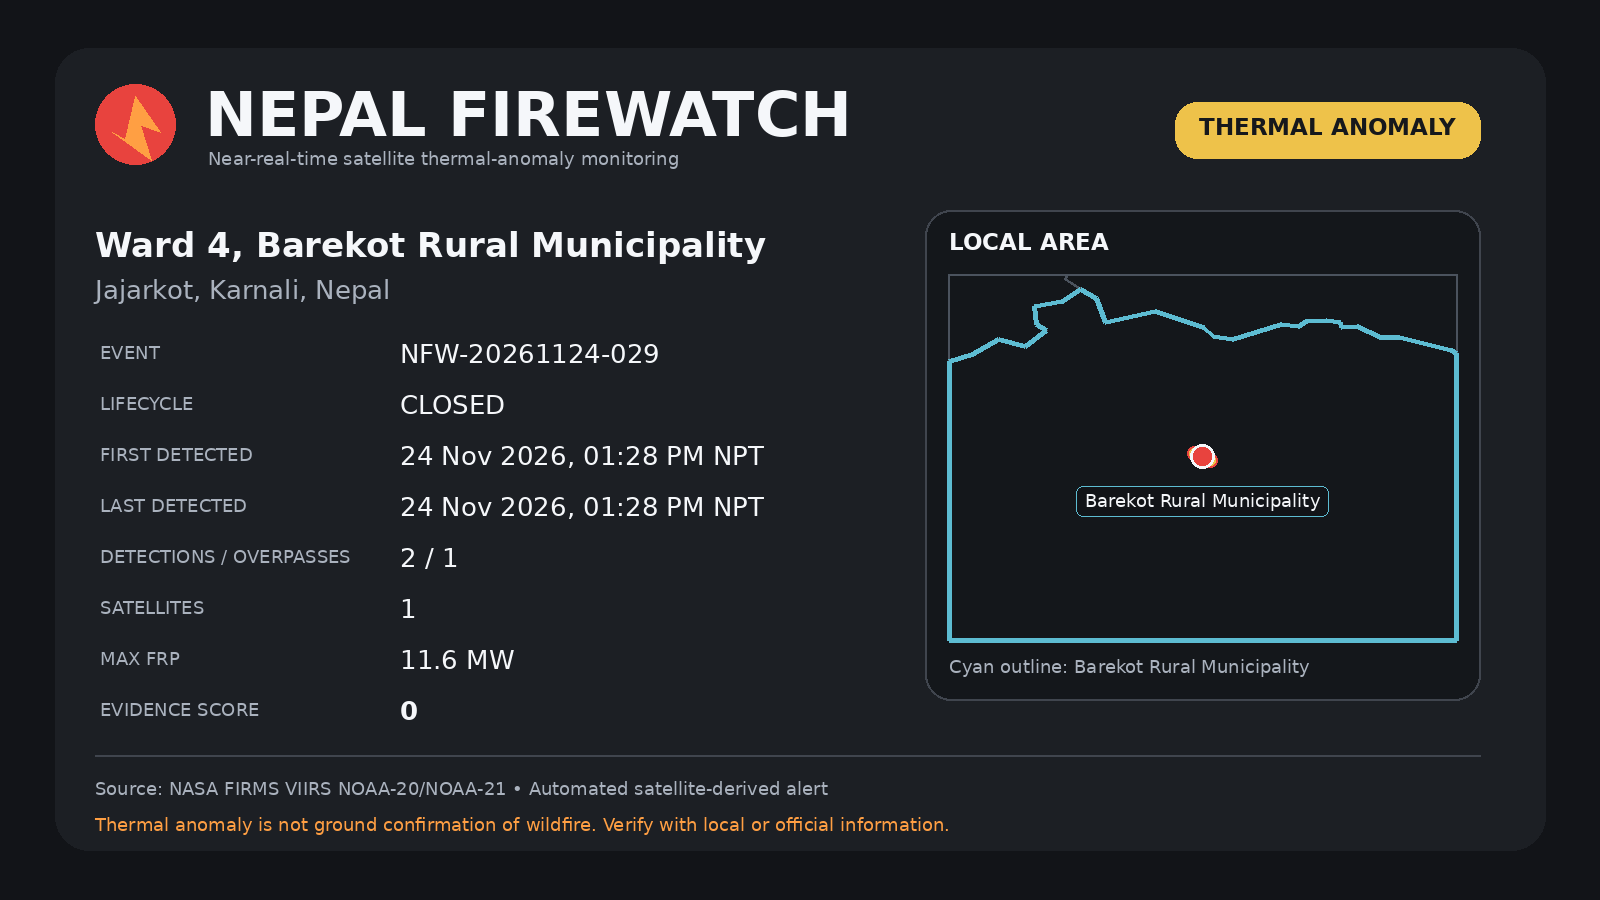 NEPAL FIREWATCH
Near-real-time satellite thermal-anomaly monitoring
THERMAL ANOMALY
Ward 4, Barekot Rural Municipality
Jajarkot, Karnali, Nepal
EVENT NFW-20261124-029
LIFECYCLE CLOSED
FIRST DETECTED 24 Nov 2026, 01:28 PM NPT
LAST DETECTED 24 Nov 2026, 01:28 PM NPT
DETECTIONS / OVERPASSES 2 / 1
SATELLITES 1
MAX FRP 11.6 MW
EVIDENCE SCORE 0
LOCAL AREA
Barekot Rural Municipality
Cyan outline: Barekot Rural Municipality
Source: NASA FIRMS VIIRS NOAA-20/NOAA-21 • Automated satellite-derived alert
Thermal anomaly is not ground confirmation of wildfire. Verify with local or official information.